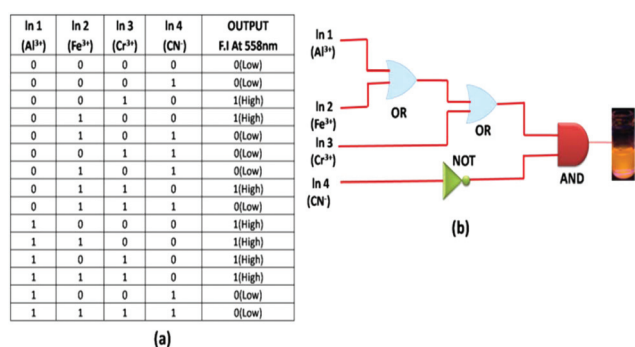 In 1 In 2 In 3 In 4 OUTPUT
(Al³⁺) (Fe³⁺) (Cr³⁺) (CN⁻) F.I At 558nm
0 0 0 0 0(Low)
0 0 0 1 0(Low)
0 0 1 0 1(High)
0 1 0 0 1(High)
0 1 0 1 0(Low)
0 0 1 1 0(Low)
0 1 0 1 0(Low)
0 1 1 0 1(High)
0 1 1 1 0(Low)
1 0 0 0 1(High)
1 1 0 0 1(High)
1 0 1 0 1(High)
1 1 1 0 1(High)
1 0 0 1 0(Low)
1 1 1 1 0(Low)
(a)
In 1
(Al³⁺)
In 2
(Fe³⁺)
OR
In 3
(Cr³⁺)
OR
In 4
(CN⁻)
NOT
AND
(b)